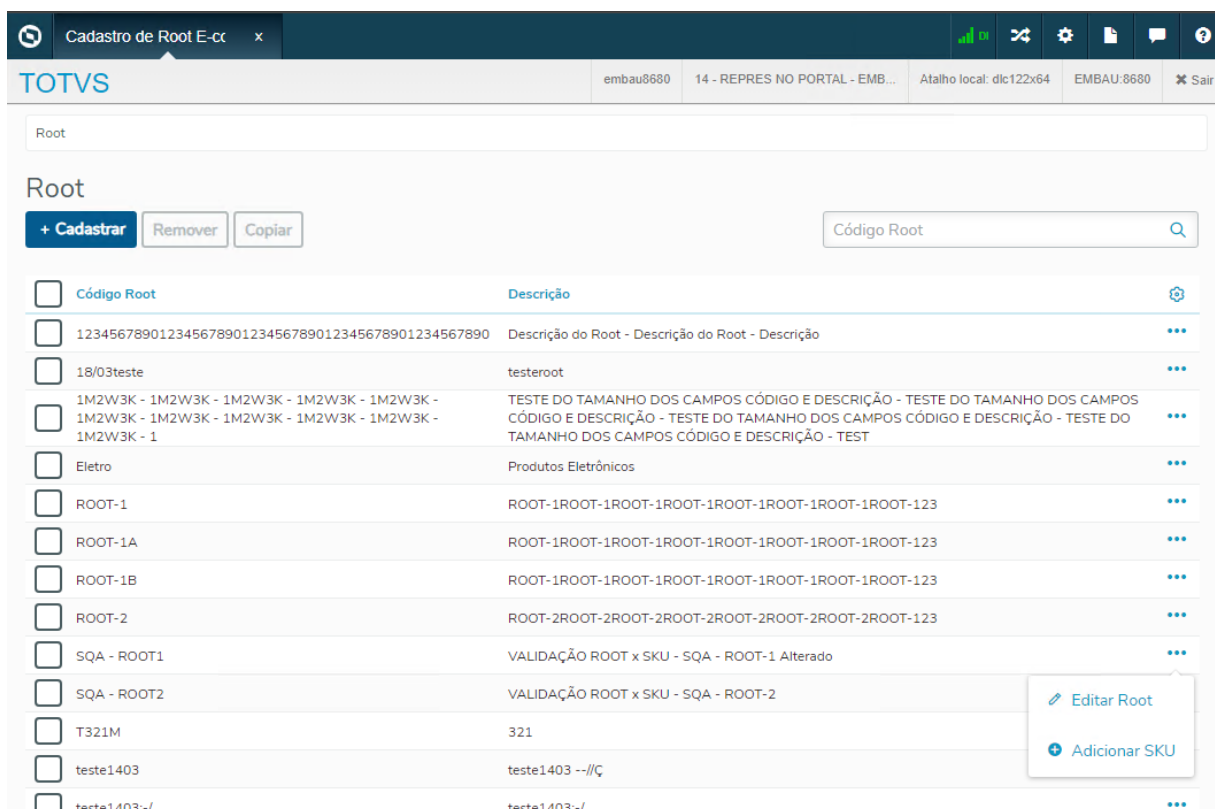 Cadastro de Root E-cc x DI
TOTVS embau8680 14 - REPRES NO PORTAL - EMB... Atalho local: dlc122x64 EMBAU:8680 Sair
Root
Root
+ Cadastrar Remover Copiar Código Root
Código Root Descrição
12345678901234567890123456789012345678901234567890 Descrição do Root - Descrição do Root - Descrição
18/03teste testeroot
1M2W3K - 1M2W3K - 1M2W3K - 1M2W3K - 1M2W3K - TESTE DO TAMANHO DOS CAMPOS CÓDIGO E DESCRIÇÃO - TESTE DO TAMANHO DOS CAMPOS
1M2W3K - 1M2W3K - 1M2W3K - 1M2W3K - 1M2W3K - CÓDIGO E DESCRIÇÃO - TESTE DO TAMANHO DOS CAMPOS CÓDIGO E DESCRIÇÃO - TESTE DO
1M2W3K - 1 TAMANHO DOS CAMPOS CÓDIGO E DESCRIÇÃO - TEST
Eletro Produtos Eletrônicos
ROOT-1 ROOT-1ROOT-1ROOT-1ROOT-1ROOT-1ROOT-1ROOT-1ROOT-123
ROOT-1A ROOT-1ROOT-1ROOT-1ROOT-1ROOT-1ROOT-1ROOT-1ROOT-123
ROOT-1B ROOT-1ROOT-1ROOT-1ROOT-1ROOT-1ROOT-1ROOT-1ROOT-123
ROOT-2 ROOT-2ROOT-2ROOT-2ROOT-2ROOT-2ROOT-2ROOT-2ROOT-123
SQA - ROOT1 VALIDAÇÃO ROOT x SKU - SQA - ROOT-1 Alterado
SQA - ROOT2 VALIDAÇÃO ROOT x SKU - SQA - ROOT-2
Editar Root
T321M 321
Adicionar SKU
teste1403 teste1403 --//Ç
teste1403:-/ teste1403:-/